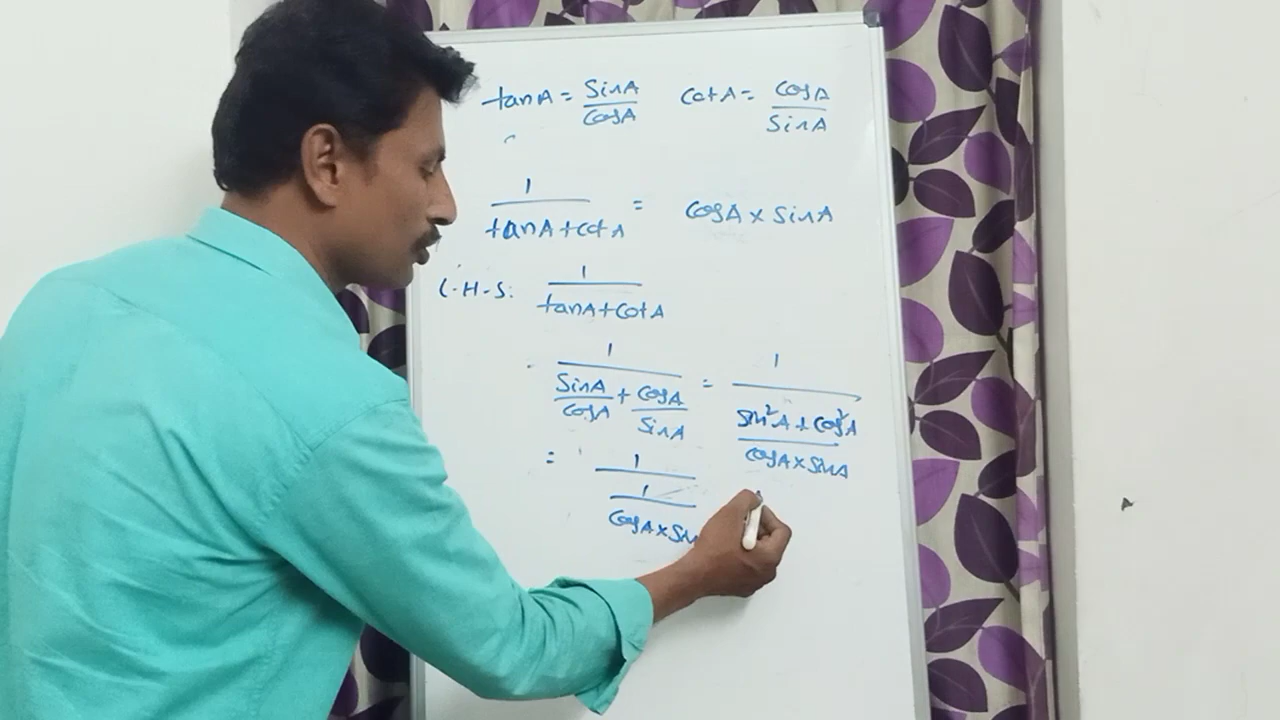 tanA = SinA/CosA cotA = CosA/SinA
1/(tanA+cotA) = CosA x SinA
L.H.S. 1/(tanA+cotA)
1/(SinA/CosA + CosA/SinA) = 1/((Sin²A + Cos²A)/(CosA x SinA))
= 1/(1/(CosA x Sin